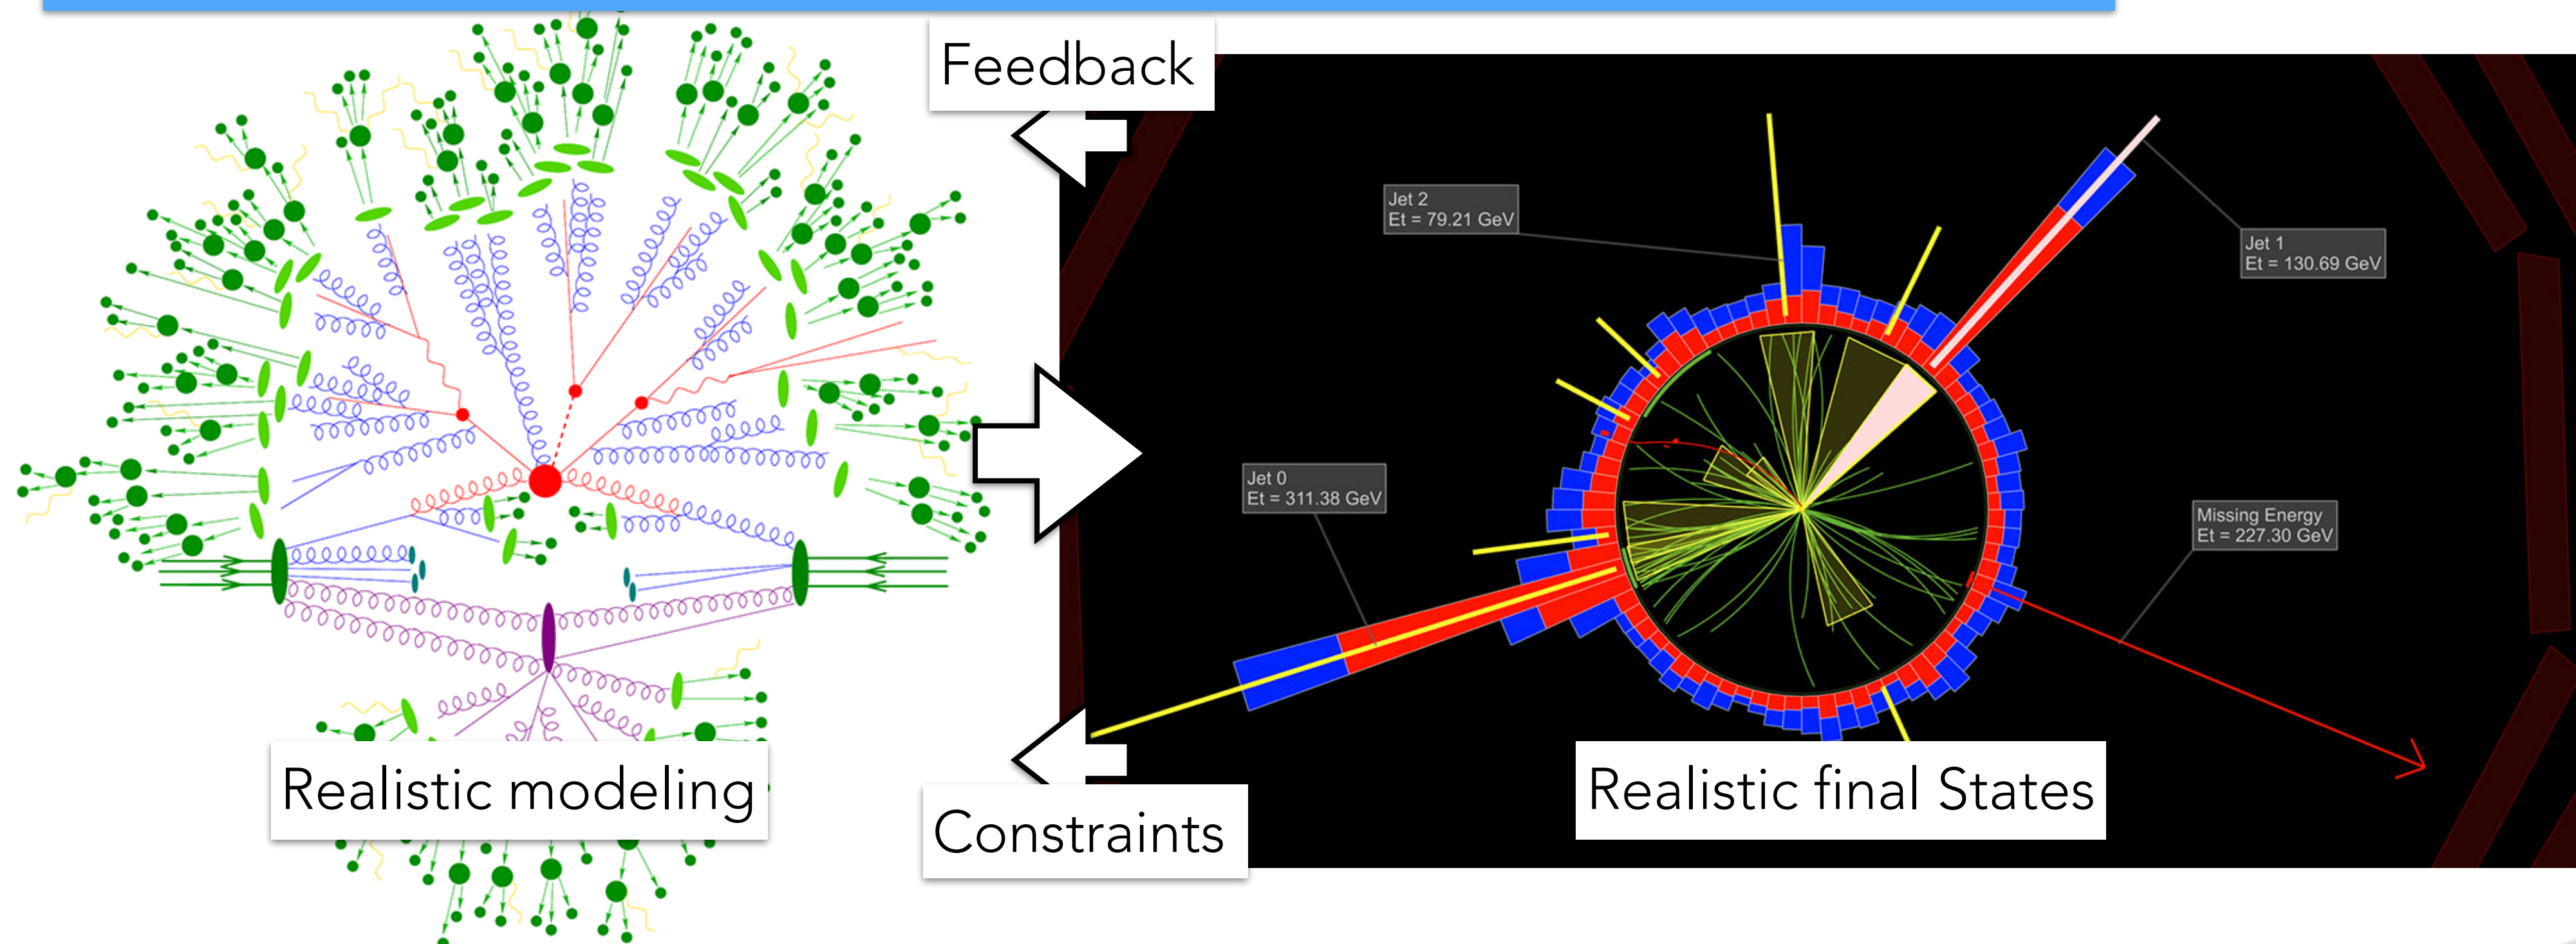 Feedback
Jet 2
Et = 79.21 GeV
Jet 1
Et = 130.69 GeV
Jet 0
Et = 311.38 GeV
Missing Energy
Et = 227.30 GeV
Realistic modeling
Constraints
Realistic final States